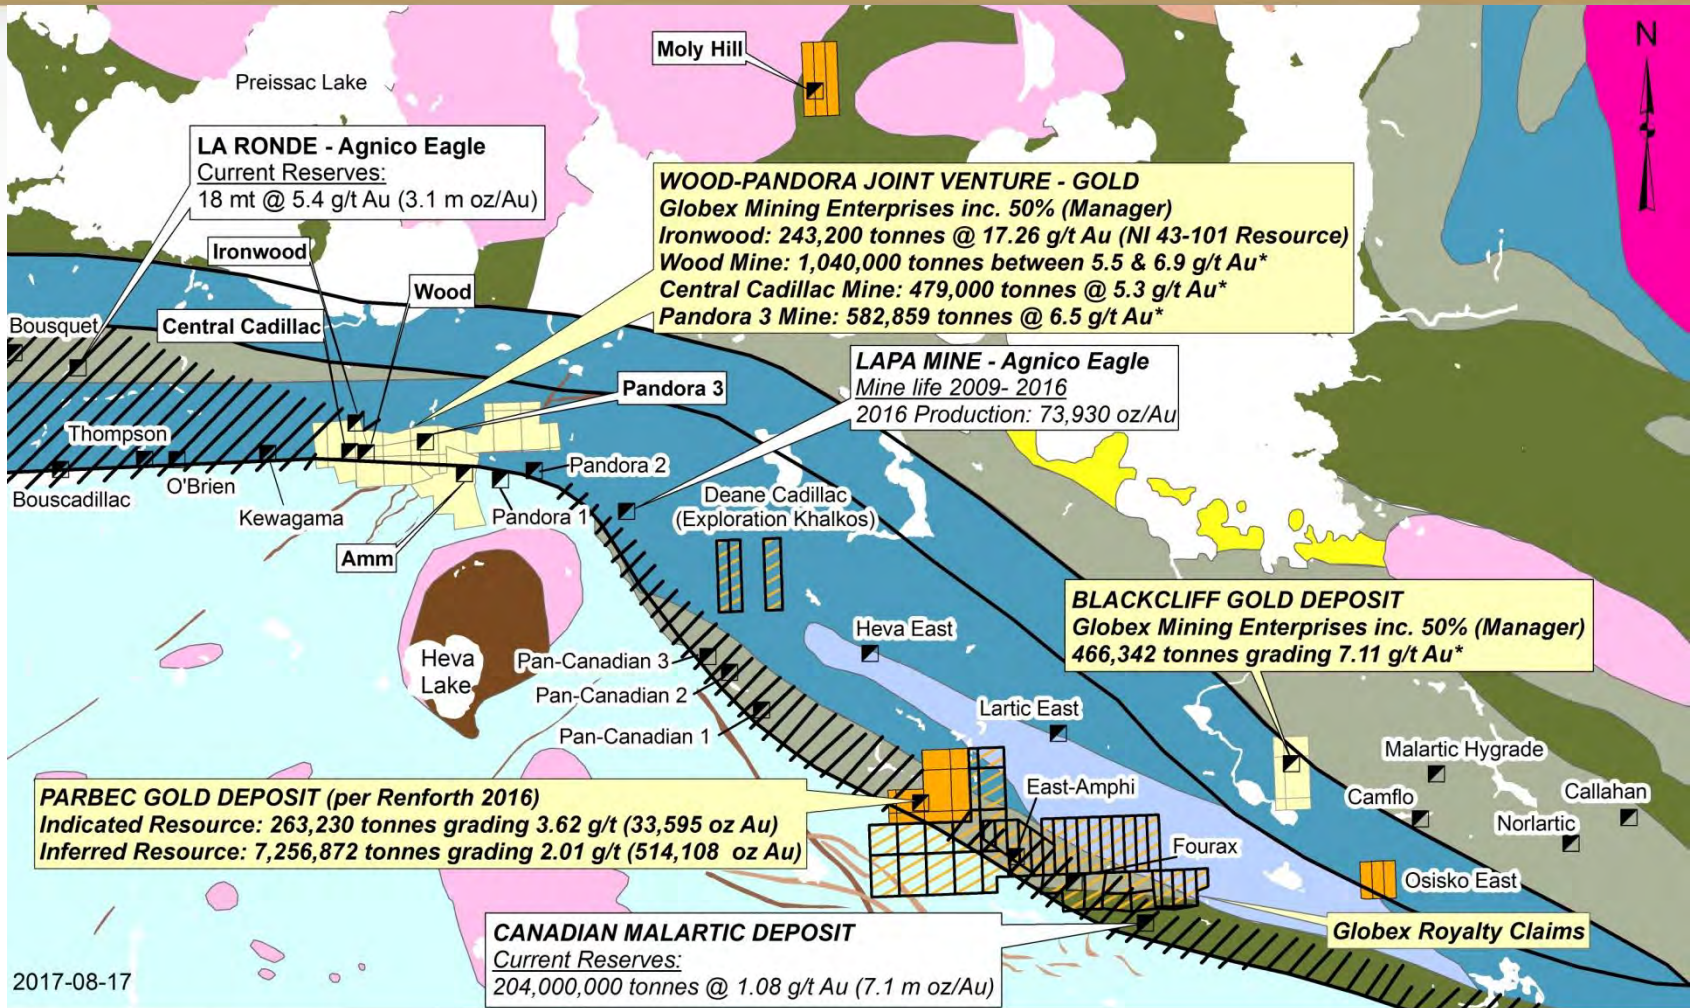 N
Moly Hill
Preissac Lake
LA RONDE - Agnico Eagle
Current Reserves:
18 mt @ 5.4 g/t Au (3.1 m oz/Au)
WOOD-PANDORA JOINT VENTURE - GOLD
Globex Mining Enterprises inc. 50% (Manager)
Ironwood: 243,200 tonnes @ 17.26 g/t Au (NI 43-101 Resource)
Wood Mine: 1,040,000 tonnes between 5.5 & 6.9 g/t Au*
Central Cadillac Mine: 479,000 tonnes @ 5.3 g/t Au*
Pandora 3 Mine: 582,859 tonnes @ 6.5 g/t Au*
Ironwood
Wood
Bousquet
Central Cadillac
LAPA MINE - Agnico Eagle
Mine life 2009- 2016
2016 Production: 73,930 oz/Au
Pandora 3
Thompson
Pandora 2
Bouscadillac
O'Brien
Kewagama
Pandora 1
Deane Cadillac
(Exploration Khalkos)
Amm
BLACKCLIFF GOLD DEPOSIT
Globex Mining Enterprises inc. 50% (Manager)
466,342 tonnes grading 7.11 g/t Au*
Heva East
Heva
Lake
Pan-Canadian 3
Pan-Canadian 2
Pan-Canadian 1
Lartic East
Malartic Hygrade
Camflo
Callahan
Norlartic
East-Amphi
PARBEC GOLD DEPOSIT (per Renforth 2016)
Indicated Resource: 263,230 tonnes grading 3.62 g/t (33,595 oz Au)
Inferred Resource: 7,256,872 tonnes grading 2.01 g/t (514,108 oz Au)
Fourax
Osisko East
Globex Royalty Claims
CANADIAN MALARTIC DEPOSIT
Current Reserves:
204,000,000 tonnes @ 1.08 g/t Au (7.1 m oz/Au)
2017-08-17